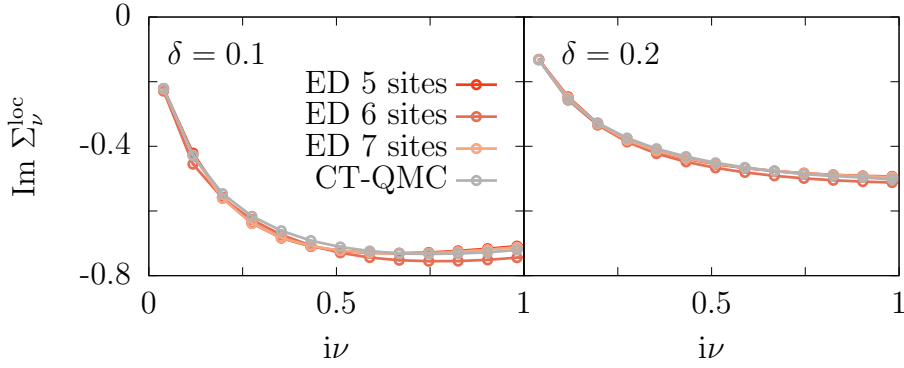 0
-0.4
-0.8
Im Σ_ν^loc
δ = 0.1
ED 5 sites
ED 6 sites
ED 7 sites
CT-QMC
δ = 0.2
0
0.5
1
0.5
1
iν
iν